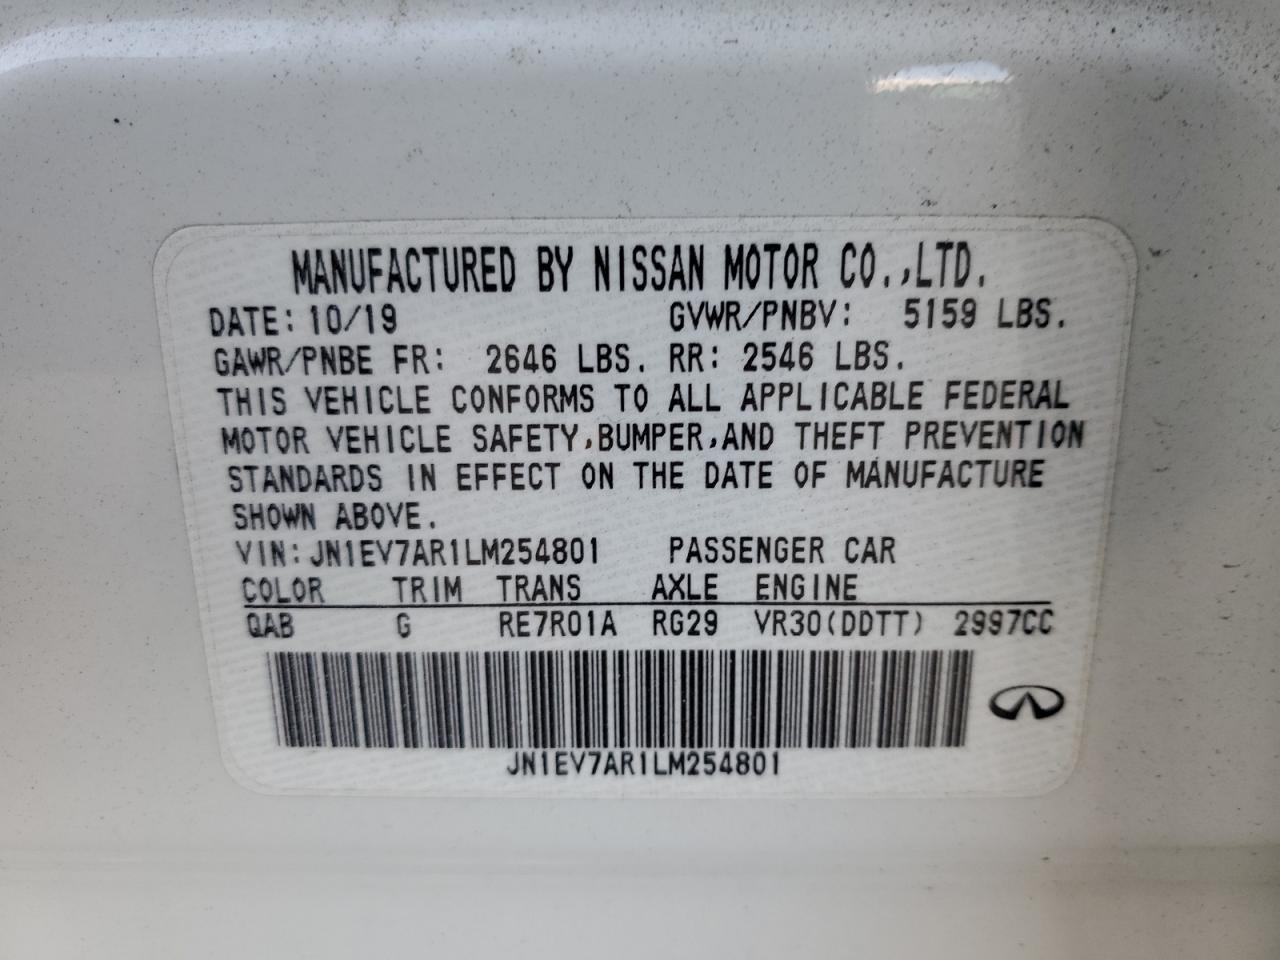 MANUFACTURED BY NISSAN MOTOR CO.,LTD.
DATE: 10/19 GVWR/PNBV: 5159 LBS.
GAWR/PNBE FR: 2646 LBS. RR: 2546 LBS.
THIS VEHICLE CONFORMS TO ALL APPLICABLE FEDERAL
MOTOR VEHICLE SAFETY,BUMPER,AND THEFT PREVENTION
STANDARDS IN EFFECT ON THE DATE OF MANUFACTURE
SHOWN ABOVE.
VIN: JN1EV7AR1LM254801 PASSENGER CAR
COLOR TRIM TRANS AXLE ENGINE
QAB G RE7R01A RG29 VR30(DDTT) 2997CC
JN1EV7AR1LM254801